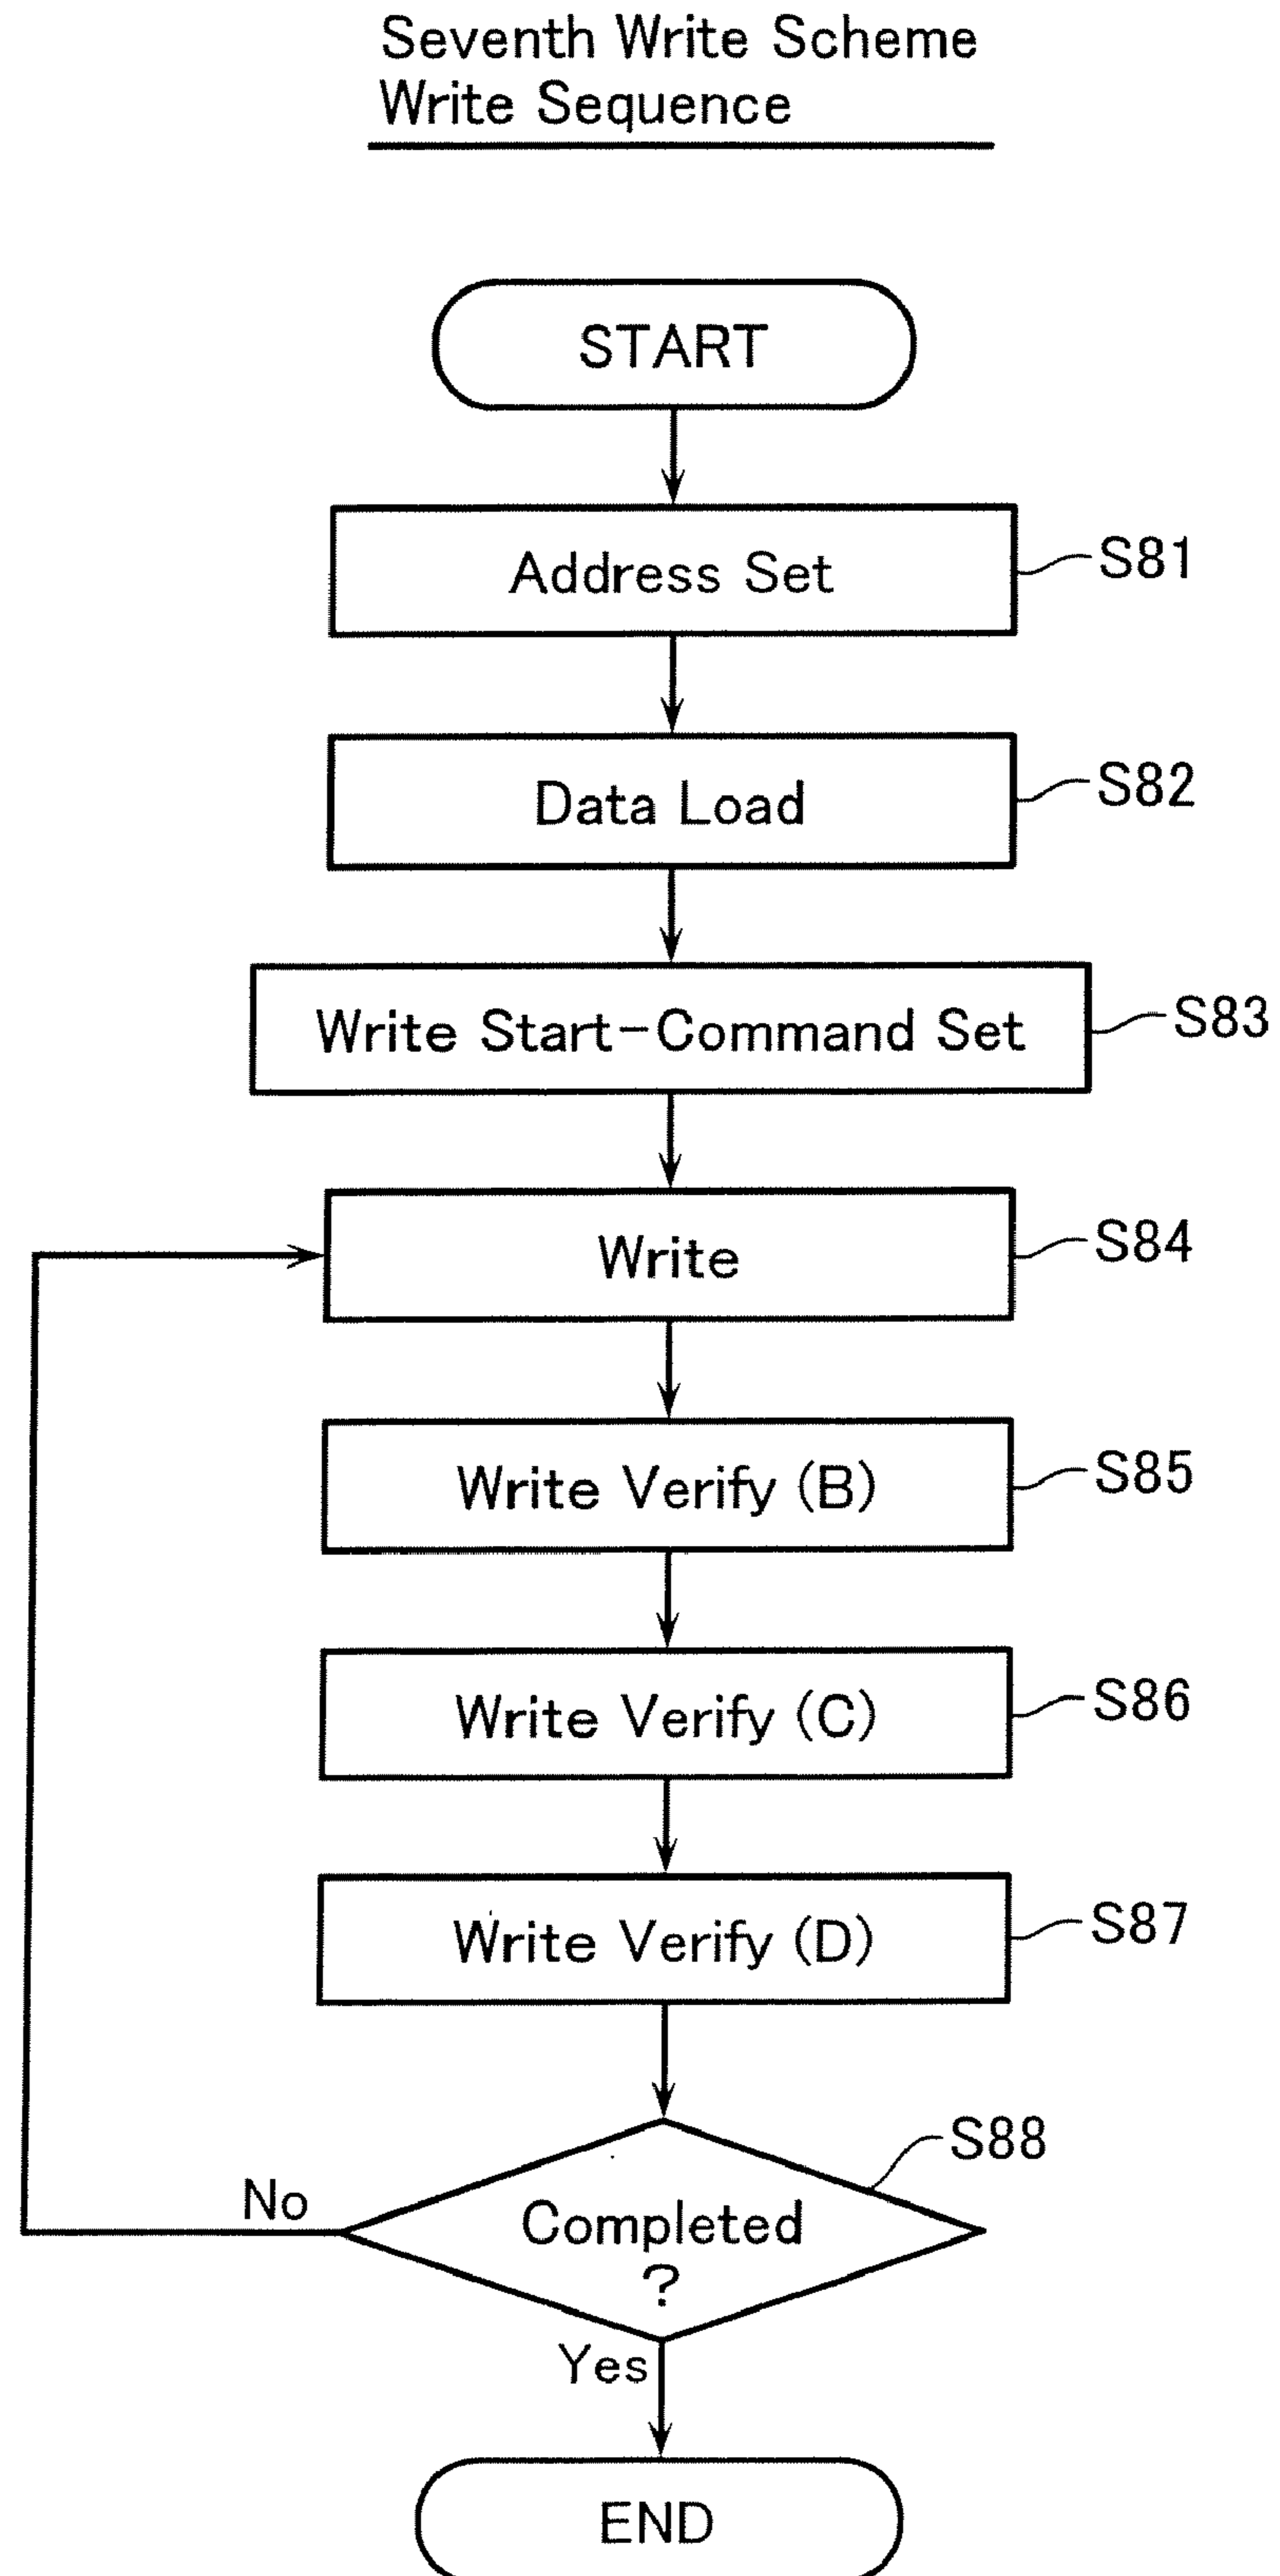 Seventh Write Scheme
Write Sequence
START
Address Set
S81
Data Load
S82
Write Start-Command Set
S83
Write
S84
Write Verify (B)
S85
Write Verify (C)
S86
Write Verify (D)
S87
S88
Completed
?
No
Yes
END